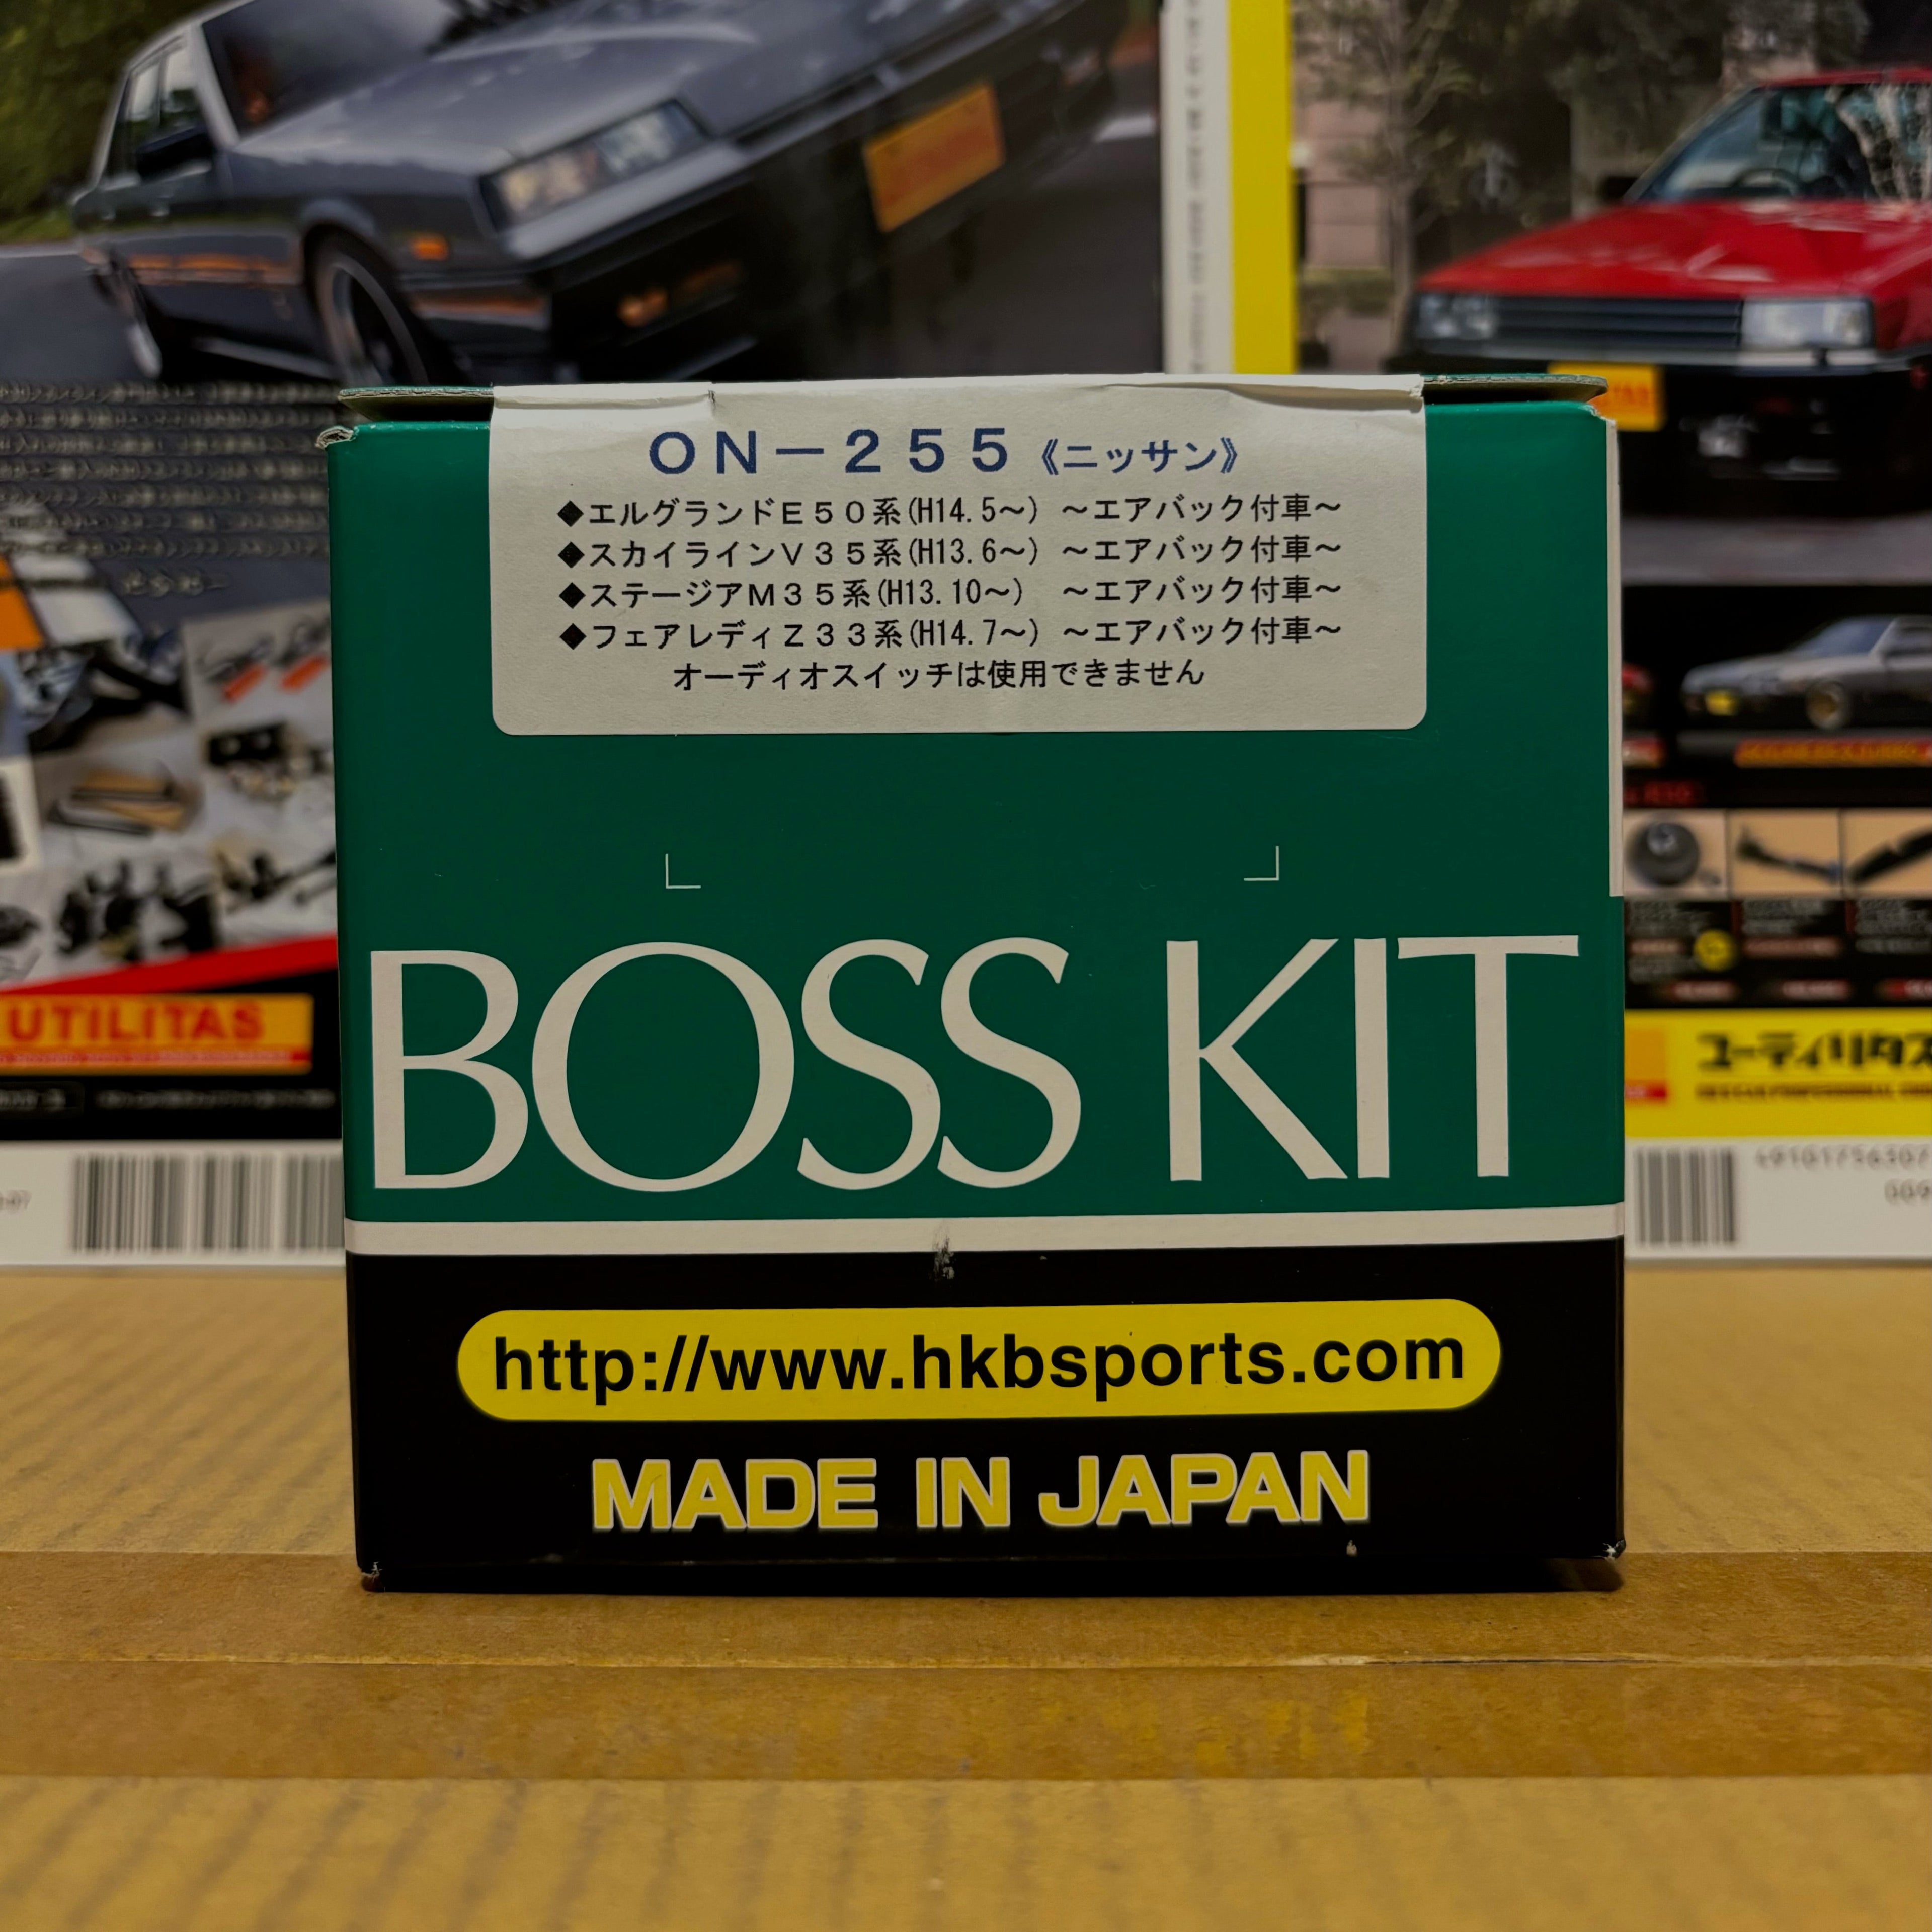 ON－２５５《ニッサン》
◆エルグランドＥ５０系(H14.5～) ～エアバック付車～
◆スカイラインＶ３５系(H13.6～) ～エアバック付車～
◆ステージアＭ３５系(H13.10～) ～エアバック付車～
◆フェアレディＺ３３系(H14.7～) ～エアバック付車～
オーディオスイッチは使用できません
BOSS KIT
UTILITAS
ユーティリタス
http://www.hkbsports.com
MADE IN JAPAN